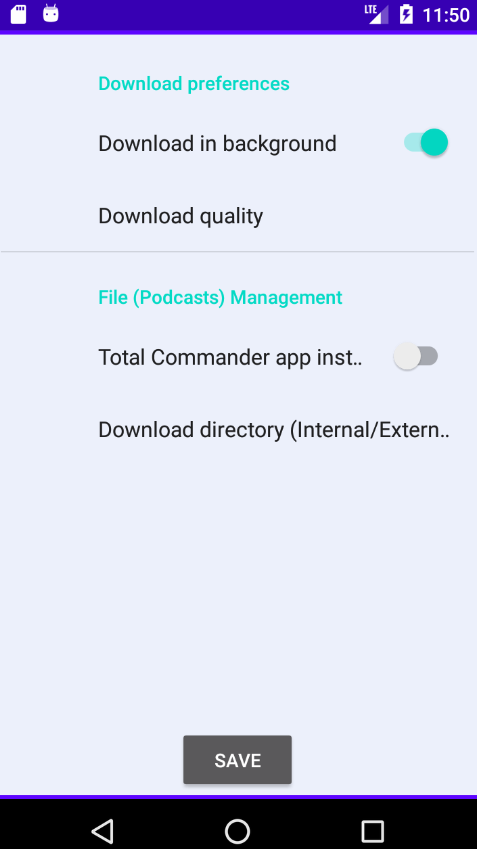 LTE 11:50
Download preferences
Download in background
Download quality
File (Podcasts) Management
Total Commander app inst..
Download directory (Internal/Extern..
SAVE